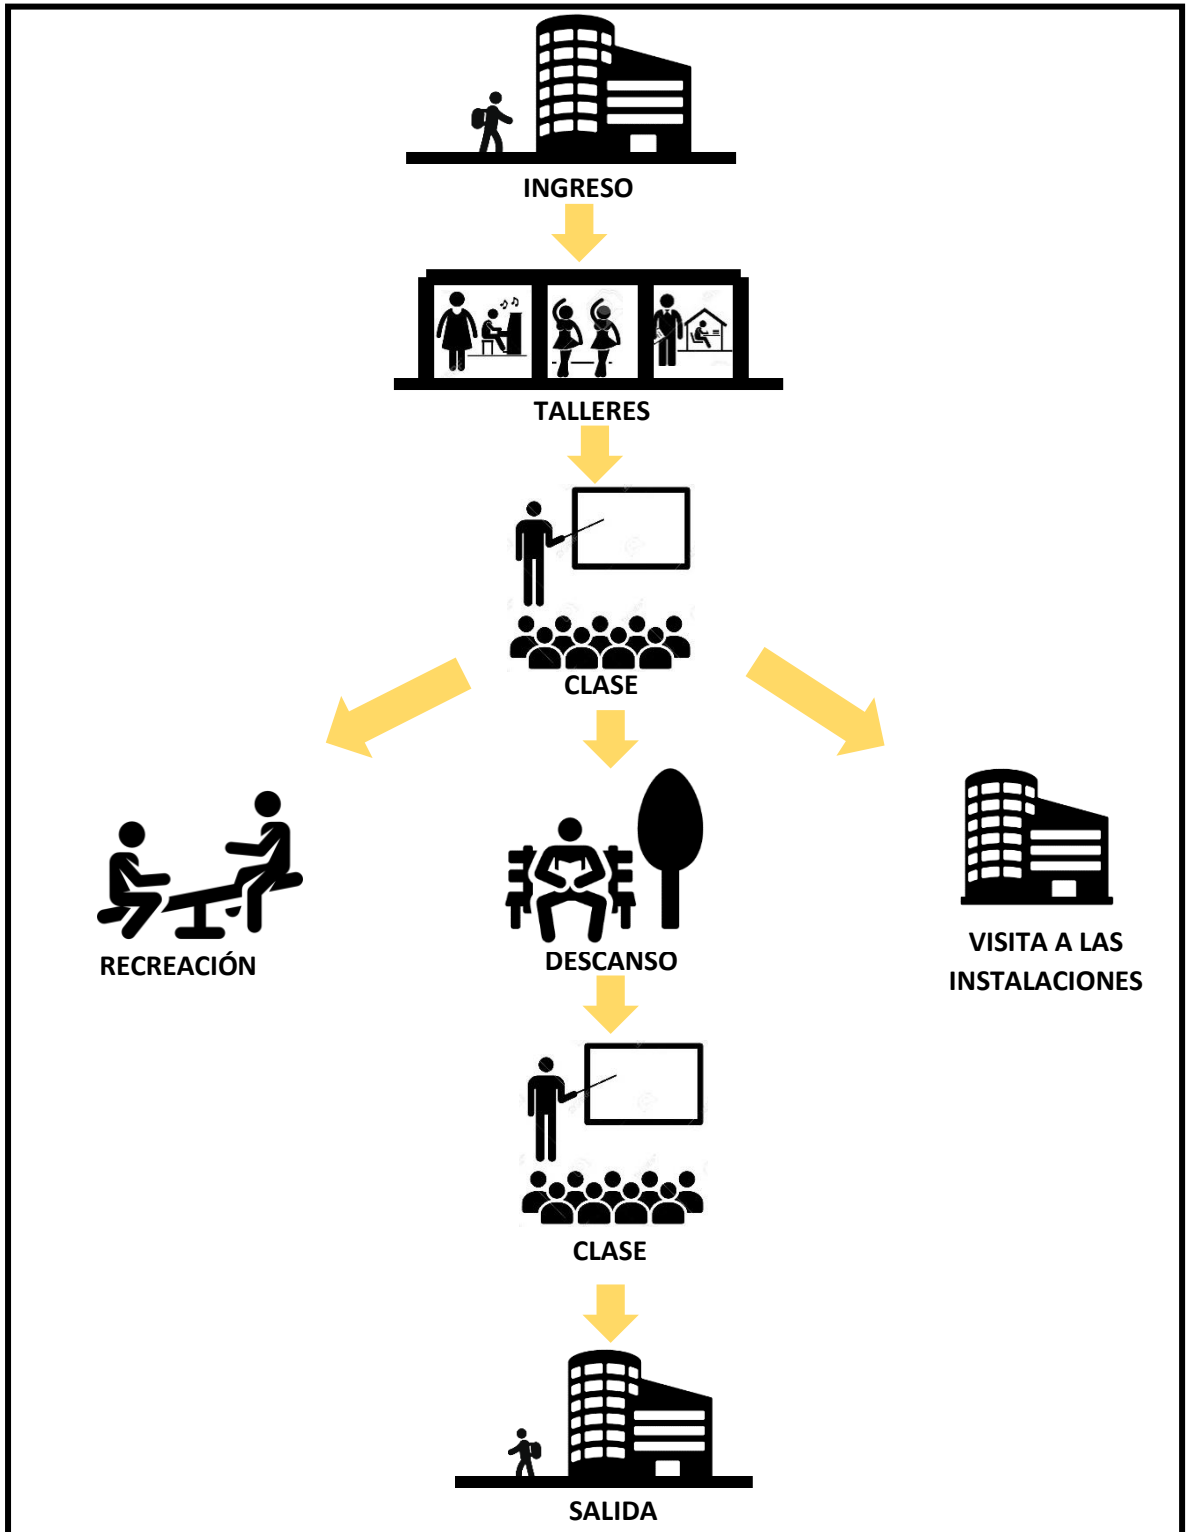 INGRESO
TALLERES
CLASE
RECREACIÓN
DESCANSO
VISITA A LAS
INSTALACIONES
CLASE
SALIDA